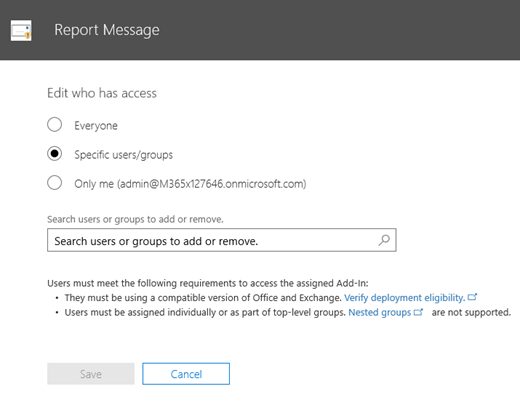 Report Message
Edit who has access
Everyone
Specific users/groups
Only me (admin@M365x127646.onmicrosoft.com)
Search users or groups to add or remove.
Search users or groups to add or remove.
Users must meet the following requirements to access the assigned Add-In:
• They must be using a compatible version of Office and Exchange. Verify deployment eligibility.
• Users must be assigned individually or as part of top-level groups. Nested groups are not supported.
Save Cancel